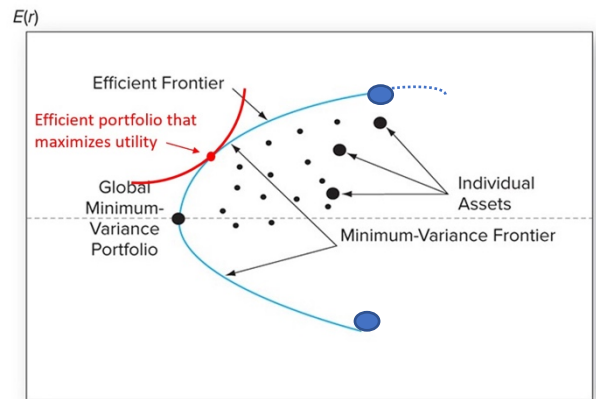 E(r)
Efficient Frontier
Efficient portfolio that
maximizes utility
Global
Minimum-
Variance
Portfolio
Individual
Assets
Minimum-Variance Frontier